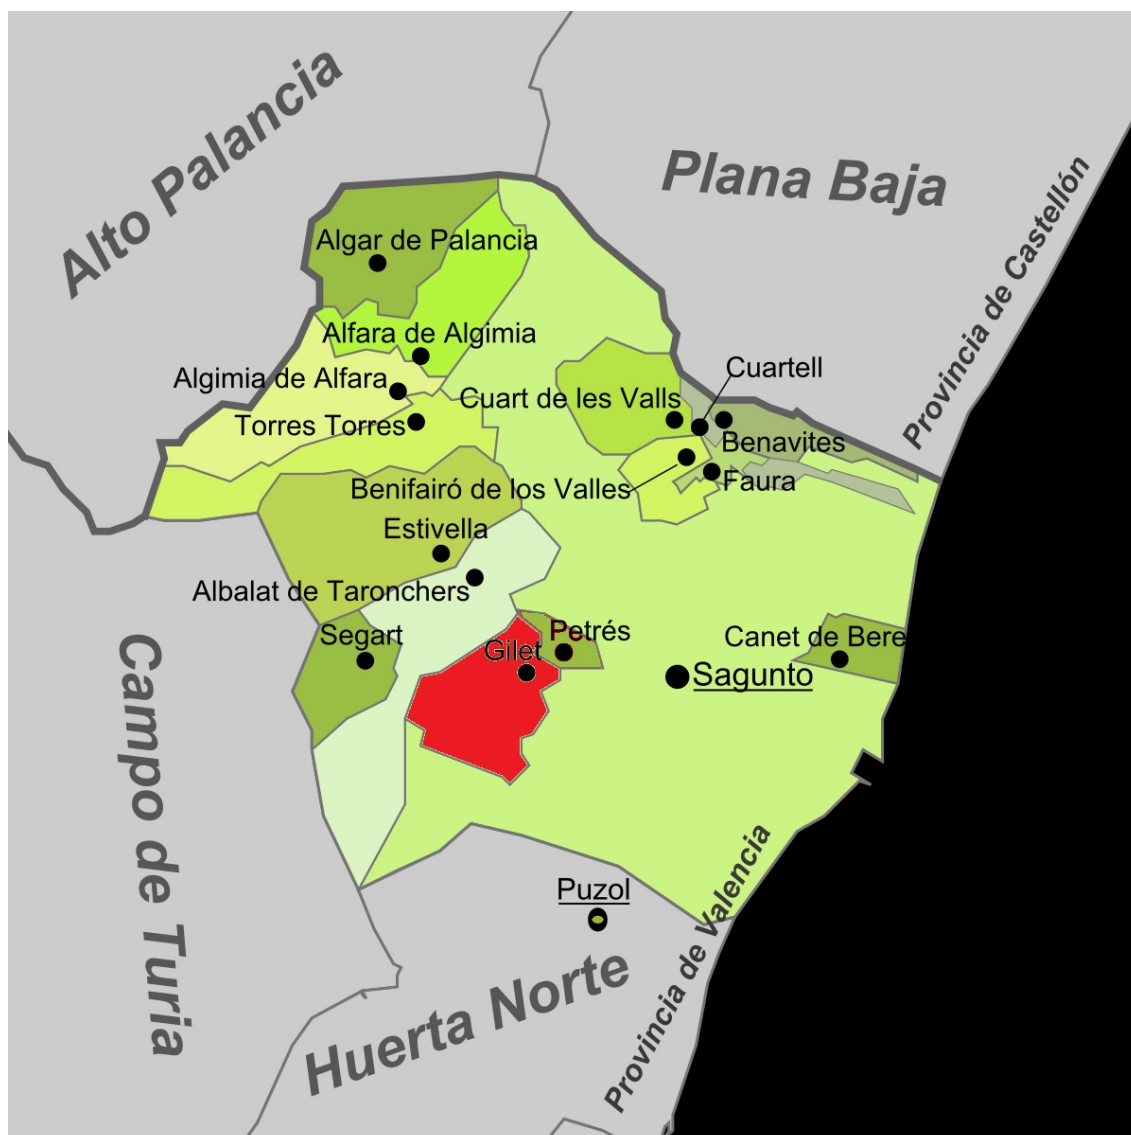 Alto Palancia
Plana Baja
Provincia de Castellón
Algar de Palancia
Alfara de Algimia
Algimia de Alfara
Cuartell
Cuart de les Valls
Torres Torres
Benavites
Benifairó de los Valles
Faura
Estivella
Albalat de Taronchers
Segart
Petrés
Gilet
Canet de Bere
Sagunto
Campo de Turia
Puzol
Provincia de Valencia
Huerta Norte